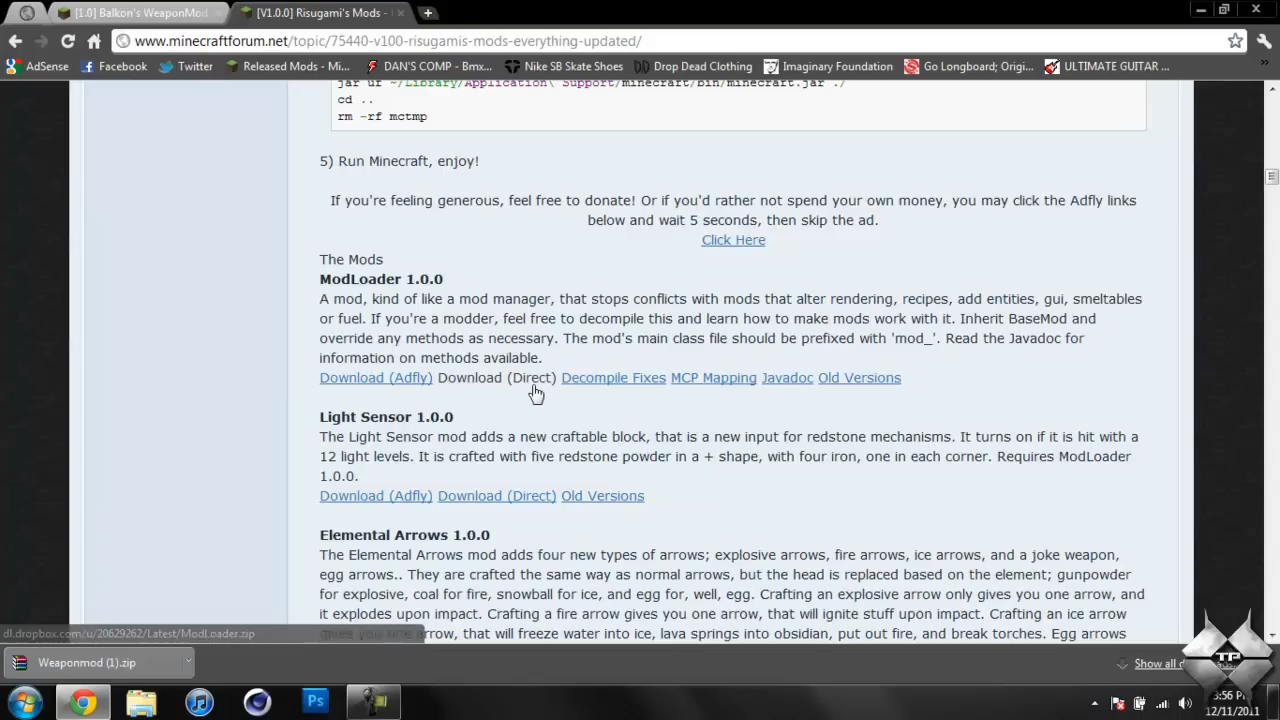 [1.0] Balkon's WeaponMod
[V1.0.0] Risugami's Mods -
www.minecraftforum.net/topic/75440-v100-risugamis-mods-everything-updated/
AdSense Facebook Twitter Released Mods - Mi... DAN'S COMP - Bmx... Nike SB Skate Shoes Drop Dead Clothing Imaginary Foundation Go Longboard; Origi... ULTIMATE GUITAR ...
jar uf ~/Library/Application\ Support/minecraft/bin/minecraft.jar ./
cd ..
rm -rf mctmp
5) Run Minecraft, enjoy!
If you're feeling generous, feel free to donate! Or if you'd rather not spend your own money, you may click the Adfly links
below and wait 5 seconds, then skip the ad.
Click Here
The Mods
ModLoader 1.0.0
A mod, kind of like a mod manager, that stops conflicts with mods that alter rendering, recipes, add entities, gui, smeltables
or fuel. If you're a modder, feel free to decompile this and learn how to make mods work with it. Inherit BaseMod and
override any methods as necessary. The mod's main class file should be prefixed with 'mod_'. Read the Javadoc for
information on methods available.
Download (Adfly) Download (Direct) Decompile Fixes MCP Mapping Javadoc Old Versions
Light Sensor 1.0.0
The Light Sensor mod adds a new craftable block, that is a new input for redstone mechanisms. It turns on if it is hit with a
12 light levels. It is crafted with five redstone powder in a + shape, with four iron, one in each corner. Requires ModLoader
1.0.0.
Download (Adfly) Download (Direct) Old Versions
Elemental Arrows 1.0.0
The Elemental Arrows mod adds four new types of arrows; explosive arrows, fire arrows, ice arrows, and a joke weapon,
egg arrows.. They are crafted the same way as normal arrows, but the head is replaced based on the element; gunpowder
for explosive, coal for fire, snowball for ice, and egg for, well, egg. Crafting an explosive arrow only gives you one arrow, and
it explodes upon impact. Crafting a fire arrow gives you one arrow, that will ignite stuff upon impact. Crafting an ice arrow
gives you one arrow, that will freeze water into ice, lava springs into obsidian, put out fire, and break torches. Egg arrows
dl.dropbox.com/u/20629262/Latest/ModLoader.zip
Weaponmod (1).zip
Show all
Ps
TP
3:56 PM
12/11/2011